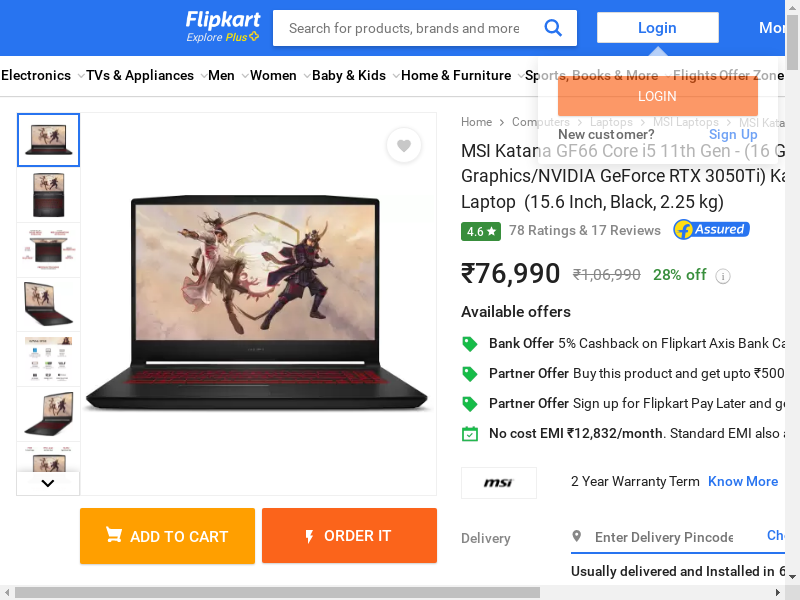 Flipkart
Explore Plus
Search for products, brands and more
Login
Electronics
TVs & Appliances
Men
Women
Baby & Kids
Home & Furniture
Sports, Books & More
Flights
Offer Zone
LOGIN
New customer?
Sign Up
Home
Computers
Laptops
MSI Laptops
MSI Kata
MSI Katana GF66 Core i5 11th Gen - (16 G
Graphics/NVIDIA GeForce RTX 3050Ti) Ka
Laptop (15.6 Inch, Black, 2.25 kg)
4.6 ★
78 Ratings & 17 Reviews
Assured
₹76,990
₹1,06,990
28% off
Available offers
Bank Offer 5% Cashback on Flipkart Axis Bank Ca
Partner Offer Buy this product and get upto ₹500
Partner Offer Sign up for Flipkart Pay Later and ge
No cost EMI ₹12,832/month. Standard EMI also a
msi
2 Year Warranty Term
Know More
ADD TO CART
ORDER IT
Delivery
Enter Delivery Pincode
Usually delivered and Installed in 6